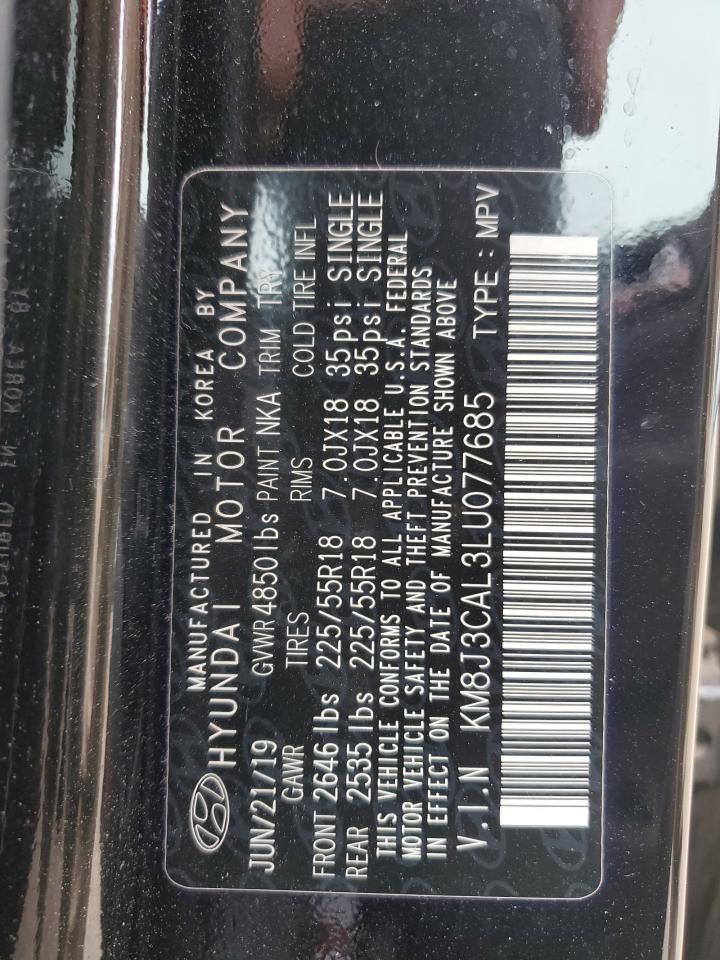 MANUFACTURED IN KOREA BY
HYUNDAI MOTOR COMPANY
JUN/21/19 GVWR 4850 lbs PAINT NKA TRIM TRY
GAWR TIRES RIMS COLD TIRE INFL
FRONT 2646 lbs 225/55R18 7.0JX18 35psi SINGLE
REAR 2535 lbs 225/55R18 7.0JX18 35psi SINGLE
THIS VEHICLE CONFORMS TO ALL APPLICABLE U.S.A. FEDERAL
MOTOR VEHICLE SAFETY AND THEFT PREVENTION STANDARDS
IN EFFECT ON THE DATE OF MANUFACTURE SHOWN ABOVE
V.I.N KM8J3CAL3LU077685 TYPE : MPV